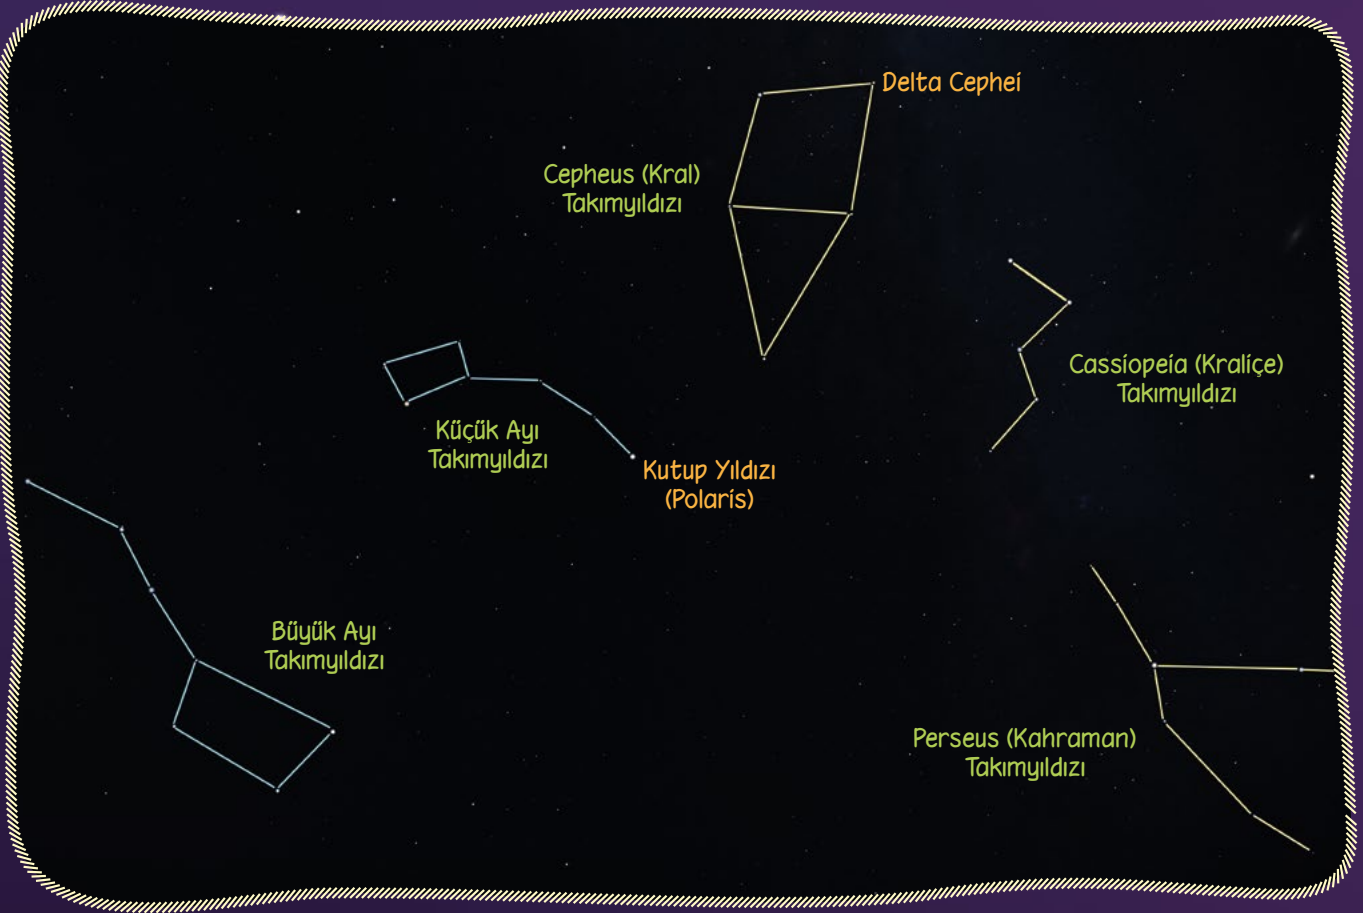 Delta Cephei
Cepheus (Kral)
Takımyıldızı
Cassiopeia (Kraliçe)
Takımyıldızı
Küçük Ayı
Takımyıldızı
Kutup Yıldızı
(Polaris)
Büyük Ayı
Takımyıldızı
Perseus (Kahraman)
Takımyıldızı